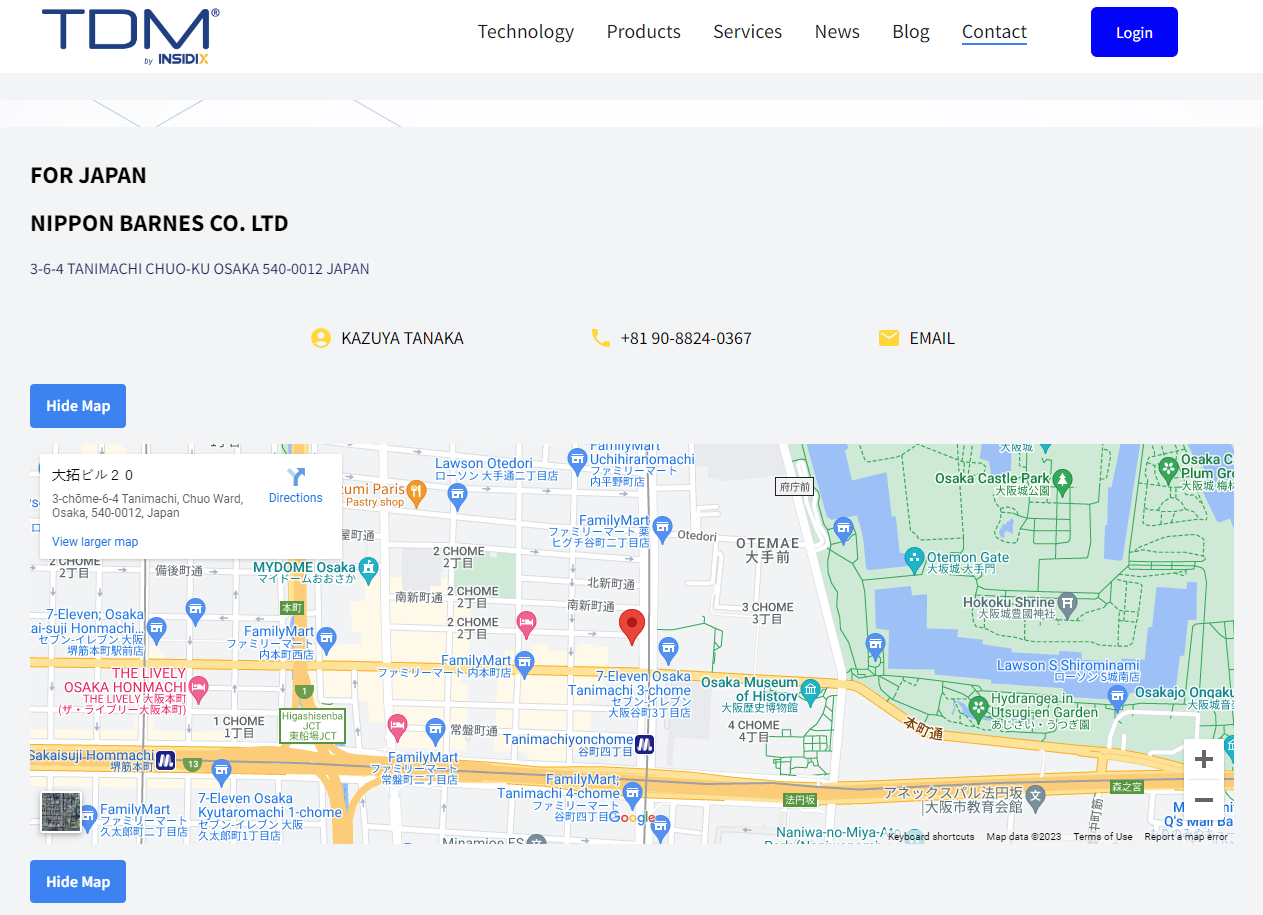 TDM®
by INSIDIX
Technology
Products
Services
News
Blog
Contact
Login
FOR JAPAN
NIPPON BARNES CO. LTD
3-6-4 TANIMACHI CHUO-KU OSAKA 540-0012 JAPAN
KAZUYA TANAKA
+81 90-8824-0367
EMAIL
Hide Map
大拓ビル２０
3-chōme-6-4 Tanimachi, Chuo Ward,
Osaka, 540-0012, Japan
Directions
View larger map
Lawson Otedori
ローソン 大手通二丁目店
FamilyMart
Uchihiranomachi
ファミリーマート
内平野町店
umi Paris
Pastry shop
府庁前
大阪城
Osaka Castle Park
大阪城公園
Osaka C
Plum Gr
大阪城 梅林
屋町通
FamilyMart
ファミリーマート 薬
ヒグチ谷町二丁目店
Otedori
OTEMAE
大手前
Otemon Gate
大坂城·大手門
2 CHOME
2丁目
2 CHOME
2丁目
備後町通
MYDOME Osaka
マイドームおおさか
北新町通
南新町通
2 CHOME
2丁目
南新町通
3 CHOME
3丁目
Hokoku Shrine
大阪城豊國神社
本町
7-Eleven, Osaka
ai-suji Honmachi...
セブン-イレブン 大阪
堺筋本町駅前店
FamilyMart
ファミリーマート
内本町西店
2 CHOME
2丁目
FamilyMart
ファミリーマート 内本町店
7-Eleven Osaka
Tanimachi 3-chome
セブン-イレブン
大阪谷町3丁目店
Lawson S Shirominami
ローソンS城南店
THE LIVELY
OSAKA HONMACHI
THE LIVELY 大阪本町
(ザ・ライブリー大阪本町)
1
Osaka Museum
of History
大阪歴史博物館
Hydrangea in
Utsugi-en Garden
あじさい・うつぎ園
Osakajo Ongaku
大阪城音楽
1 CHOME
1丁目
Higashisenba
JCT
東船場JCT
常盤町通
4 CHOME
4丁目
本町通
Tanimachiyonchome
谷町四丁目
Sakaisuji Hommachi
堺筋本町
13
FamilyMart
ファミリーマート
常盤町二丁目店
FamilyMart,
Tanimachi 4-chome
ファミリーマート
谷町四丁目
法円坂
アネックスパル法円坂
|大阪市教育会館
森之宮
中町筋
FamilyMart
ファミリーマート
久太郎町二丁目店
7-Eleven Osaka
Kyutaromachi 1-chome
セブン-イレブン 大阪
久太郎町1丁目店
Google
Naniwa-no-Miya-Ato
Q's Mall Ba
Keyboard shortcuts
Map data ©2023
Terms of Use
Report a map error
Hide Map